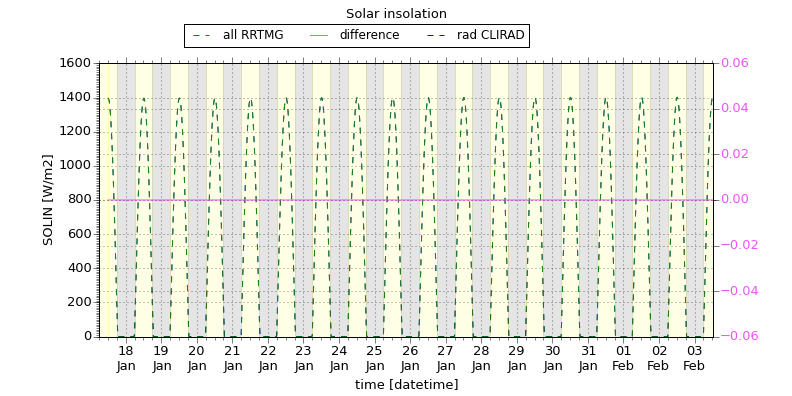 Solar insolation
all RRTMG difference rad CLIRAD
1600
1400
1200
1000
800
600
400
200
0
SOLIN [W/m2]
0.06
0.04
0.02
0.00
−0.02
−0.04
−0.06
18 19 20 21 22 23 24 25 26 27 28 29 30 31 01 02 03
Jan Jan Jan Jan Jan Jan Jan Jan Jan Jan Jan Jan Jan Jan Feb Feb Feb
time [datetime]